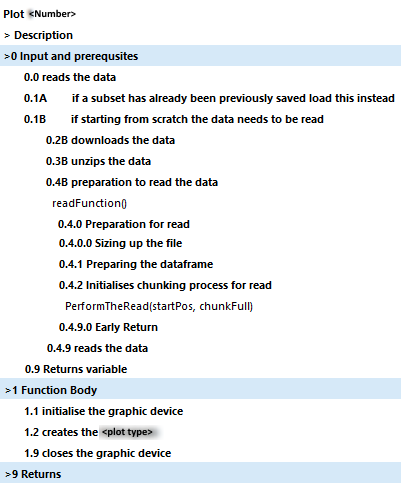 Plot <Number>
> Description
>0 Input and prerequsites
0.0 reads the data
0.1A if a subset has already been previously saved load this instead
0.1B if starting from scratch the data needs to be read
0.2B downloads the data
0.3B unzips the data
0.4B preparation to read the data
readFunction()
0.4.0 Preparation for read
0.4.0.0 Sizing up the file
0.4.1 Preparing the dataframe
0.4.2 Initialises chunking process for read
PerformTheRead(startPos, chunkFull)
0.4.9.0 Early Return
0.4.9 reads the data
0.9 Returns variable
>1 Function Body
1.1 initialise the graphic device
1.2 creates the <plot type>
1.9 closes the graphic device
>9 Returns